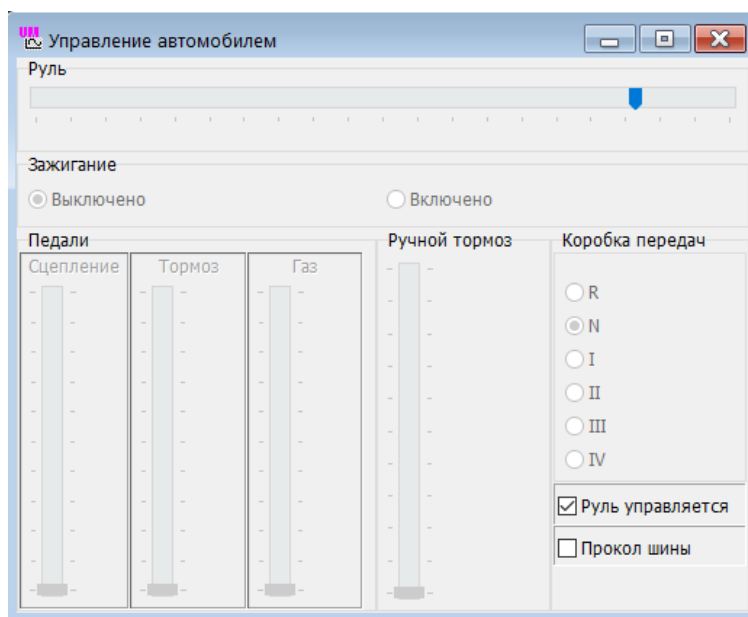 UM Управление автомобилем
Руль
Зажигание
Выключено Включено
Педали Ручной тормоз Коробка передач
Сцепление Тормоз Газ
R
N
I
II
III
IV
Руль управляется
Прокол шины